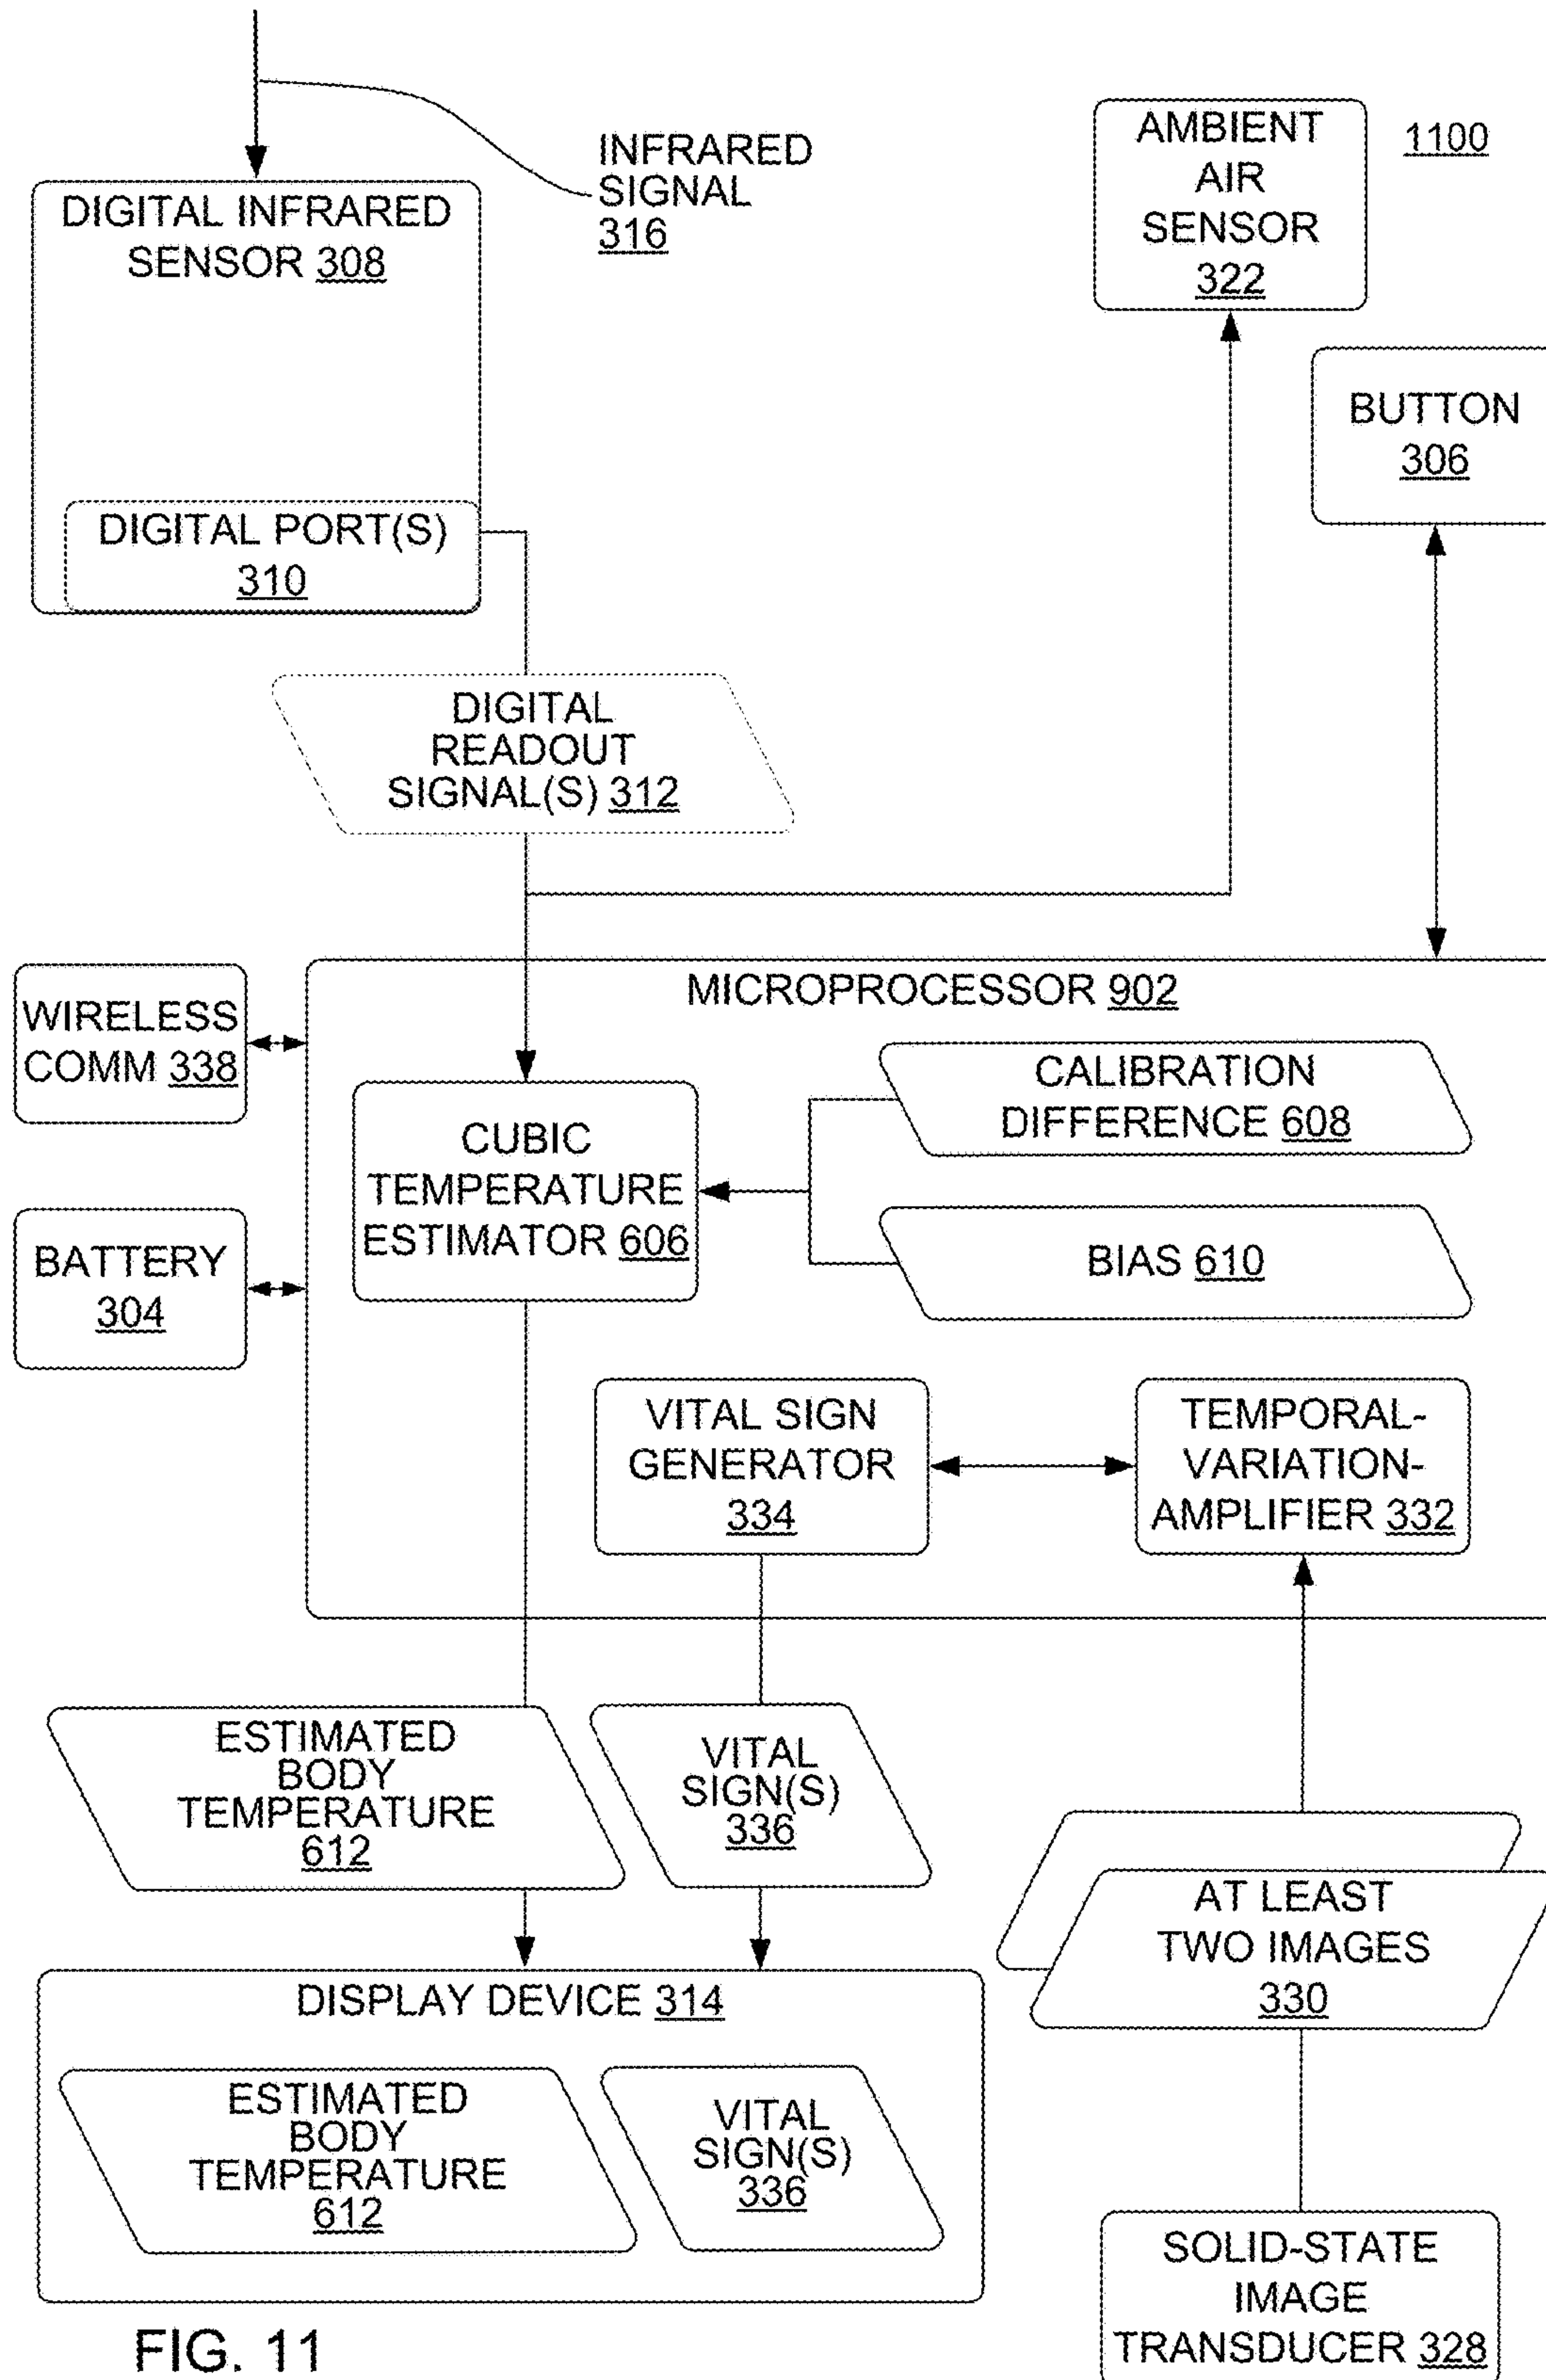 INFRARED
SIGNAL
316
AMBIENT
AIR
SENSOR
322
1100
DIGITAL INFRARED
SENSOR 308
BUTTON
306
DIGITAL PORT(S)
310
DIGITAL
READOUT
SIGNAL(S) 312
MICROPROCESSOR 902
WIRELESS
COMM 338
CALIBRATION
DIFFERENCE 608
CUBIC
TEMPERATURE
ESTIMATOR 606
BATTERY
304
BIAS 610
VITAL SIGN
GENERATOR
334
TEMPORAL-
VARIATION-
AMPLIFIER 332
ESTIMATED
BODY
TEMPERATURE
612
VITAL
SIGN(S)
336
AT LEAST
TWO IMAGES
330
DISPLAY DEVICE 314
ESTIMATED
BODY
TEMPERATURE
612
VITAL
SIGN(S)
336
SOLID-STATE
IMAGE
TRANSDUCER 328
FIG. 11